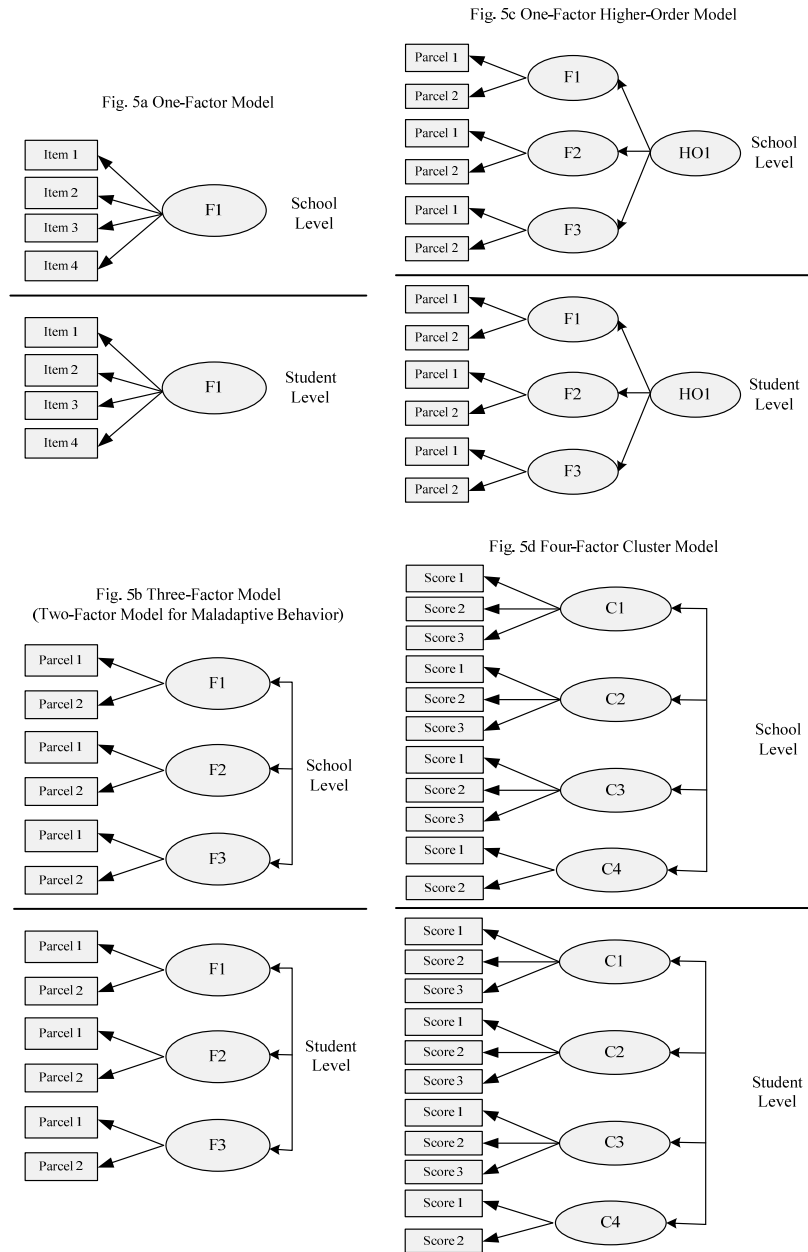 Fig. 5a One-Factor Model
Item 1
Item 2
Item 3
Item 4
F1
School
Level
Item 1
Item 2
Item 3
Item 4
F1
Student
Level
Fig. 5b Three-Factor Model
(Two-Factor Model for Maladaptive Behavior)
Parcel 1
Parcel 2
Parcel 1
Parcel 2
Parcel 1
Parcel 2
F1
F2
F3
School
Level
Parcel 1
Parcel 2
Parcel 1
Parcel 2
Parcel 1
Parcel 2
F1
F2
F3
Student
Level
Fig. 5c One-Factor Higher-Order Model
Parcel 1
Parcel 2
Parcel 1
Parcel 2
Parcel 1
Parcel 2
F1
F2
F3
HO1
School
Level
Parcel 1
Parcel 2
Parcel 1
Parcel 2
Parcel 1
Parcel 2
F1
F2
F3
HO1
Student
Level
Fig. 5d Four-Factor Cluster Model
Score 1
Score 2
Score 3
Score 1
Score 2
Score 3
Score 1
Score 2
Score 3
Score 1
Score 2
C1
C2
C3
C4
School
Level
Score 1
Score 2
Score 3
Score 1
Score 2
Score 3
Score 1
Score 2
Score 3
Score 1
Score 2
C1
C2
C3
C4
Student
Level